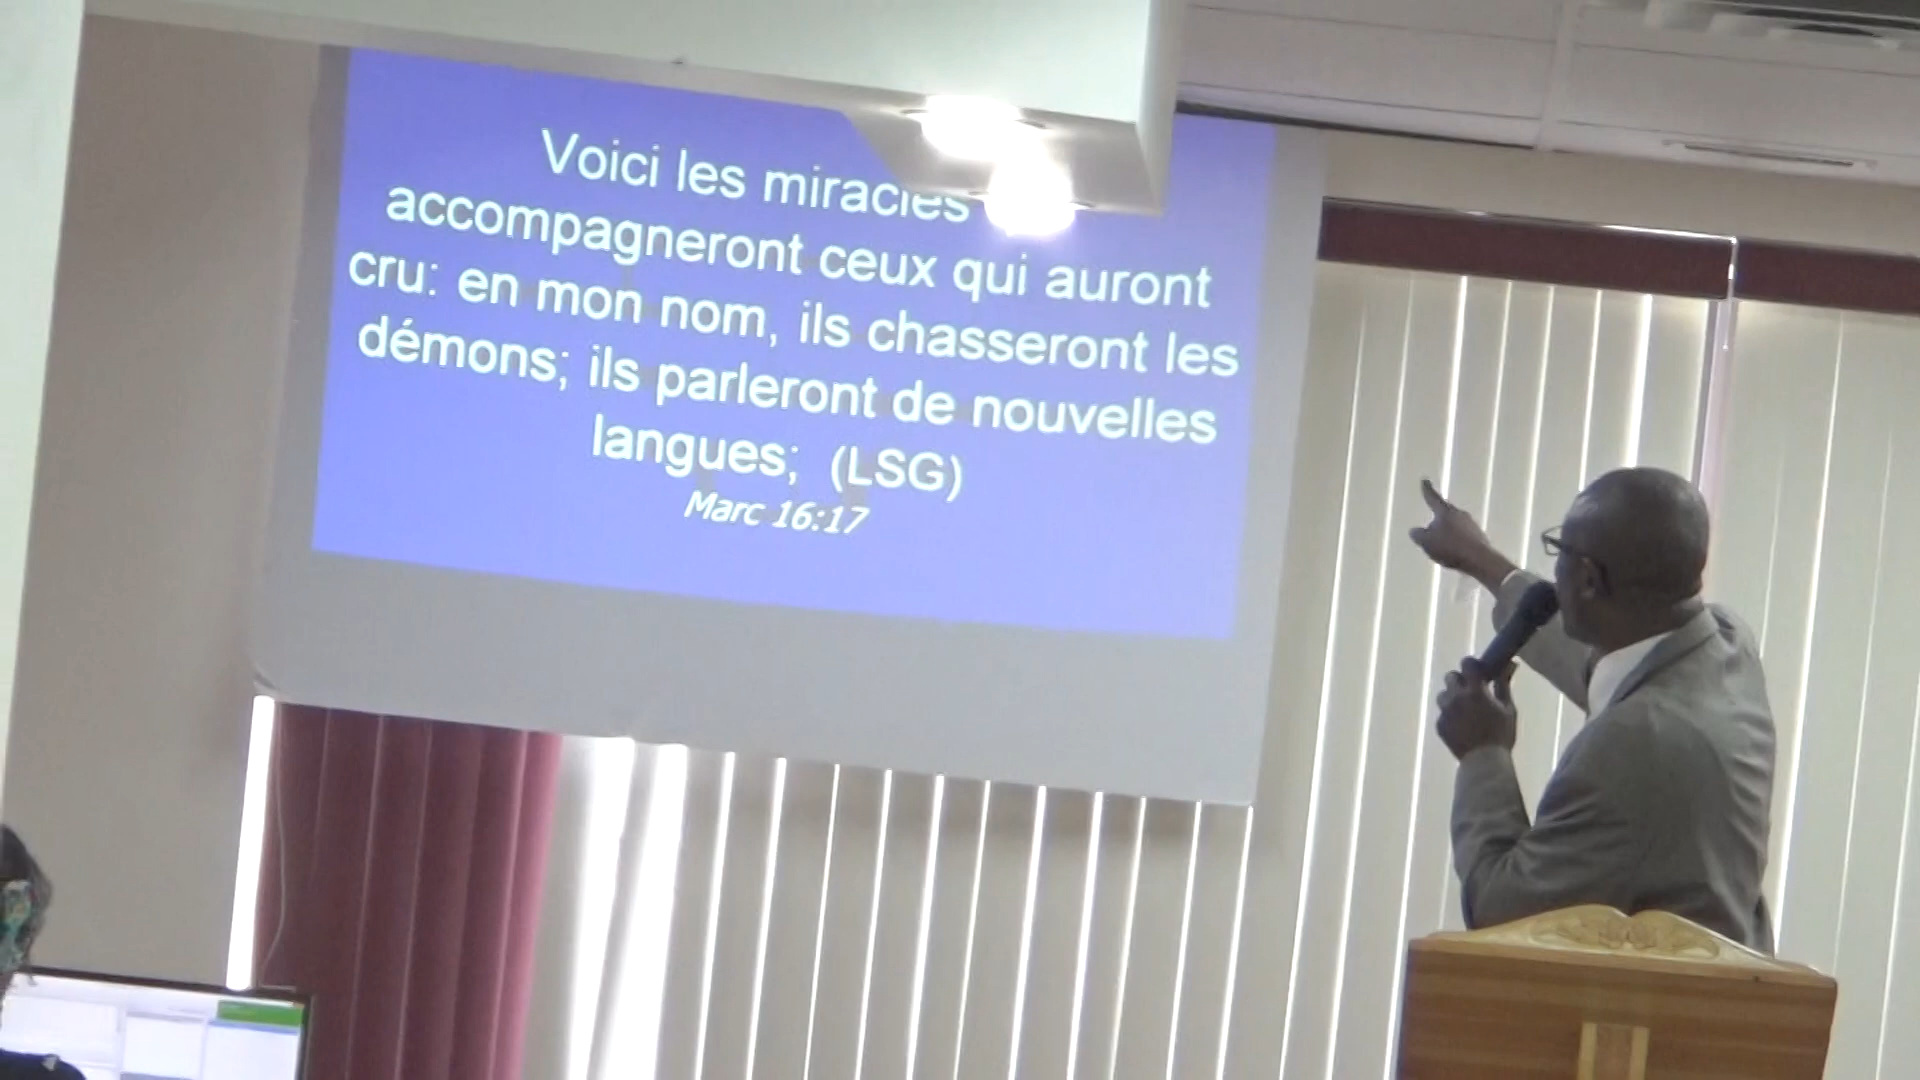 Voici les miracles
accompagneront ceux qui auront
cru: en mon nom, ils chasseront les
démons; ils parleront de nouvelles
langues; (LSG)
Marc 16:17